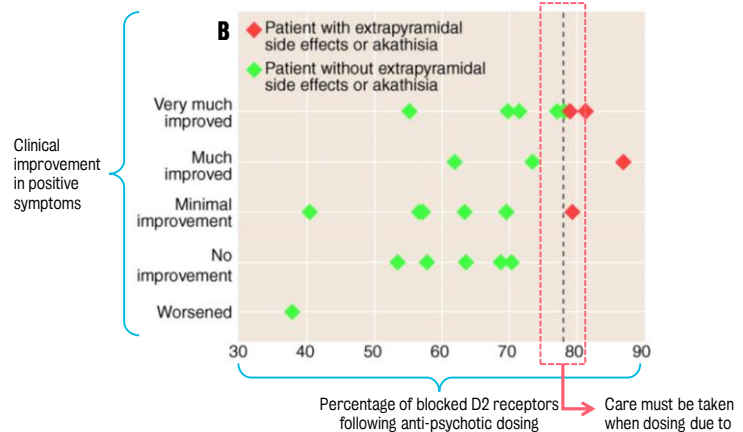 B
Patient with extrapyramidal
side effects or akathisia
Patient without extrapyramidal
side effects or akathisia
Very much
improved
Much
improved
Minimal
improvement
No
improvement
Worsened
Clinical
improvement
in positive
symptoms
30 40 50 60 70 80 90
Percentage of blocked D2 receptors
following anti-psychotic dosing
Care must be taken
when dosing due to